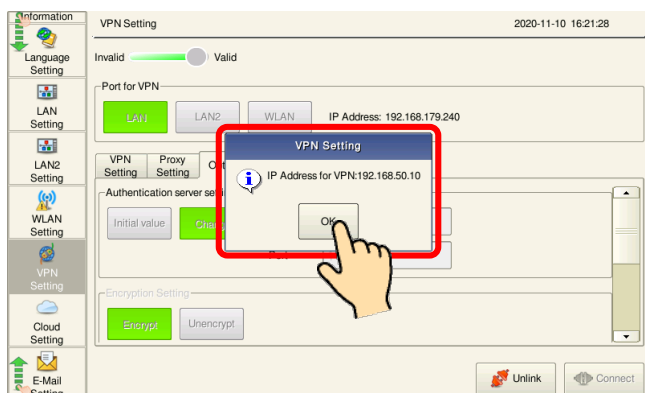 Information
VPN Setting
2020-11-10 16:21:28
Language
Setting
Invalid
Valid
Port for VPN
LAN
Setting
LAN
LAN2
WLAN
IP Address: 192.168.179.240
VPN Setting
LAN2
Setting
VPN
Setting
Proxy
Setting
IP Address for VPN:192.168.50.10
WLAN
Setting
Authentication server
Initial value
OK
VPN
Setting
Encryption Setting
Cloud
Setting
Encrypt
Unencrypt
E-Mail
Setting
Unlink
Connect